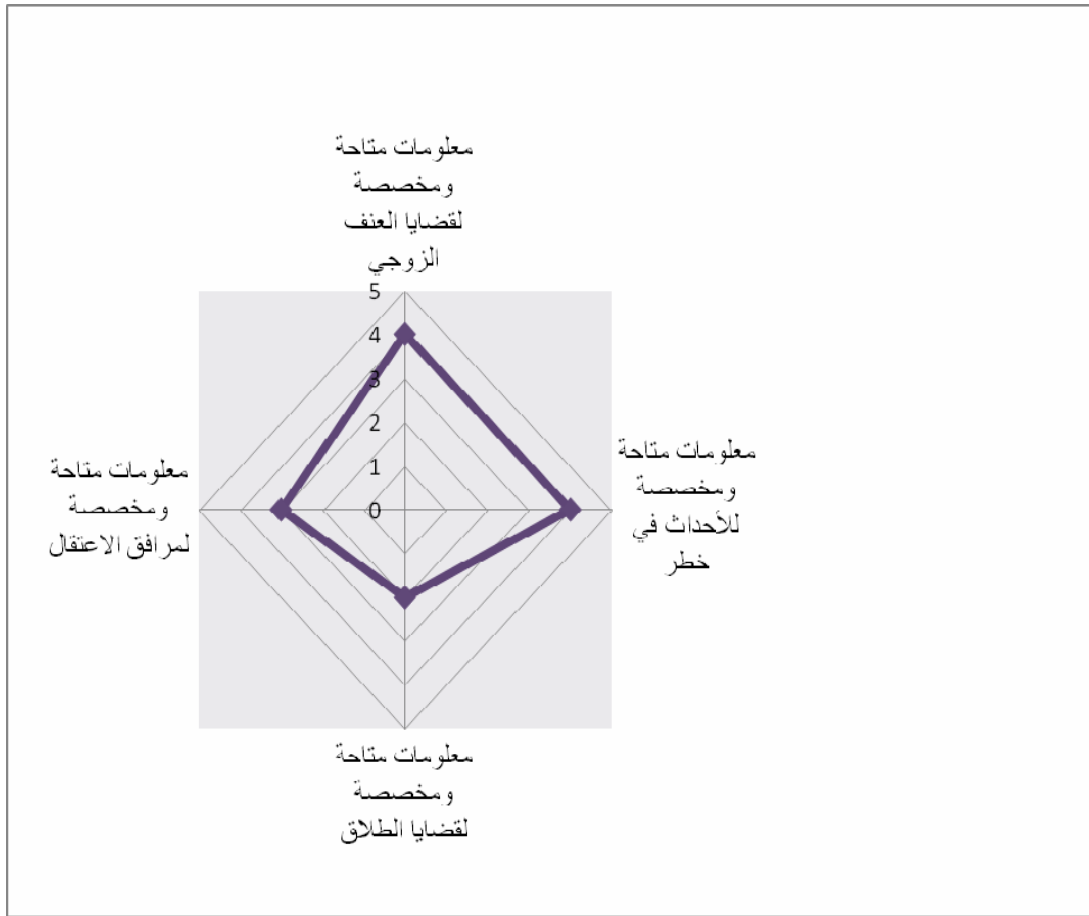 معلومات متاحة
ومخصصة
لقضايا العنف
الزوجي
5
4
3
2
1
0
معلومات متاحة
ومخصصة
للأحداث في
خطر
معلومات متاحة
ومخصصة
لقضايا الطلاق
معلومات متاحة
ومخصصة
لمرافق الاعتقال